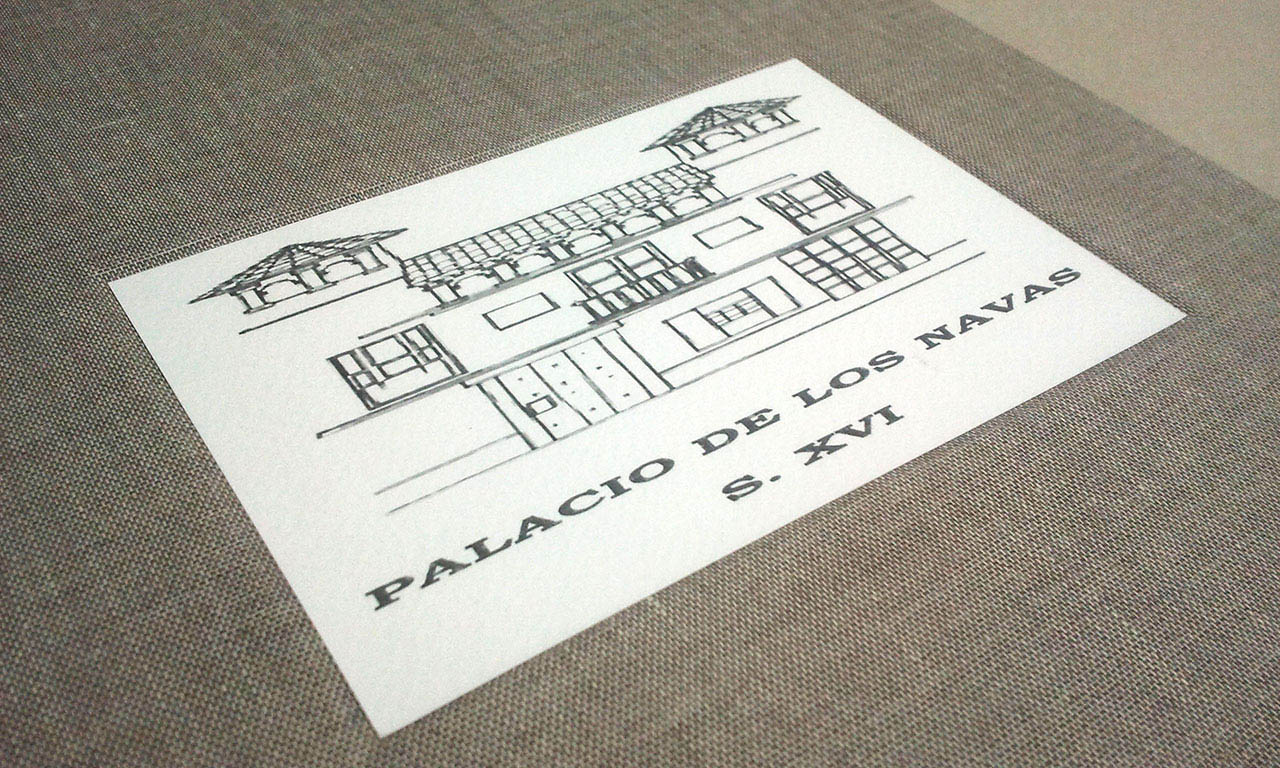 PALACIO DE LOS NAVAS
S. XVI